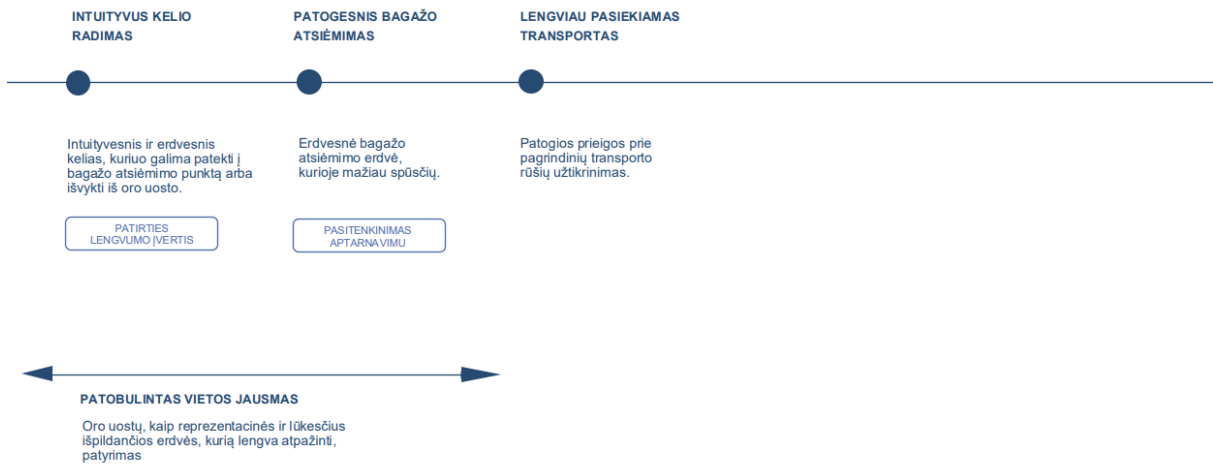 INTUITYVUS KELIO
RADIMAS
Intuityvesnis ir erdvesnis
kelias, kuriuo galima patekti į
bagažo atsiėmimo punktą arba
išvykti iš oro uosto.
PATIRTIES
LENGVUMO ĮVERTIS
PATOGESNIS BAGAŽO
ATSIĖMIMAS
Erdvesnė bagažo
atsiėmimo erdvė,
kurioje mažiau spūsčių.
PASITENKINIMAS
APTARNAVIMU
LENGVIAU PASIEKIAMAS
TRANSPORTAS
Patogios prieigos prie
pagrindinių transporto
rūšių užtikrinimas.
PATOBULINTAS VIETOS JAUSMAS
Oro uostų, kaip reprezentacinės ir lūkesčius
išpildančios erdvės, kurią lengva atpažinti,
patyrimas